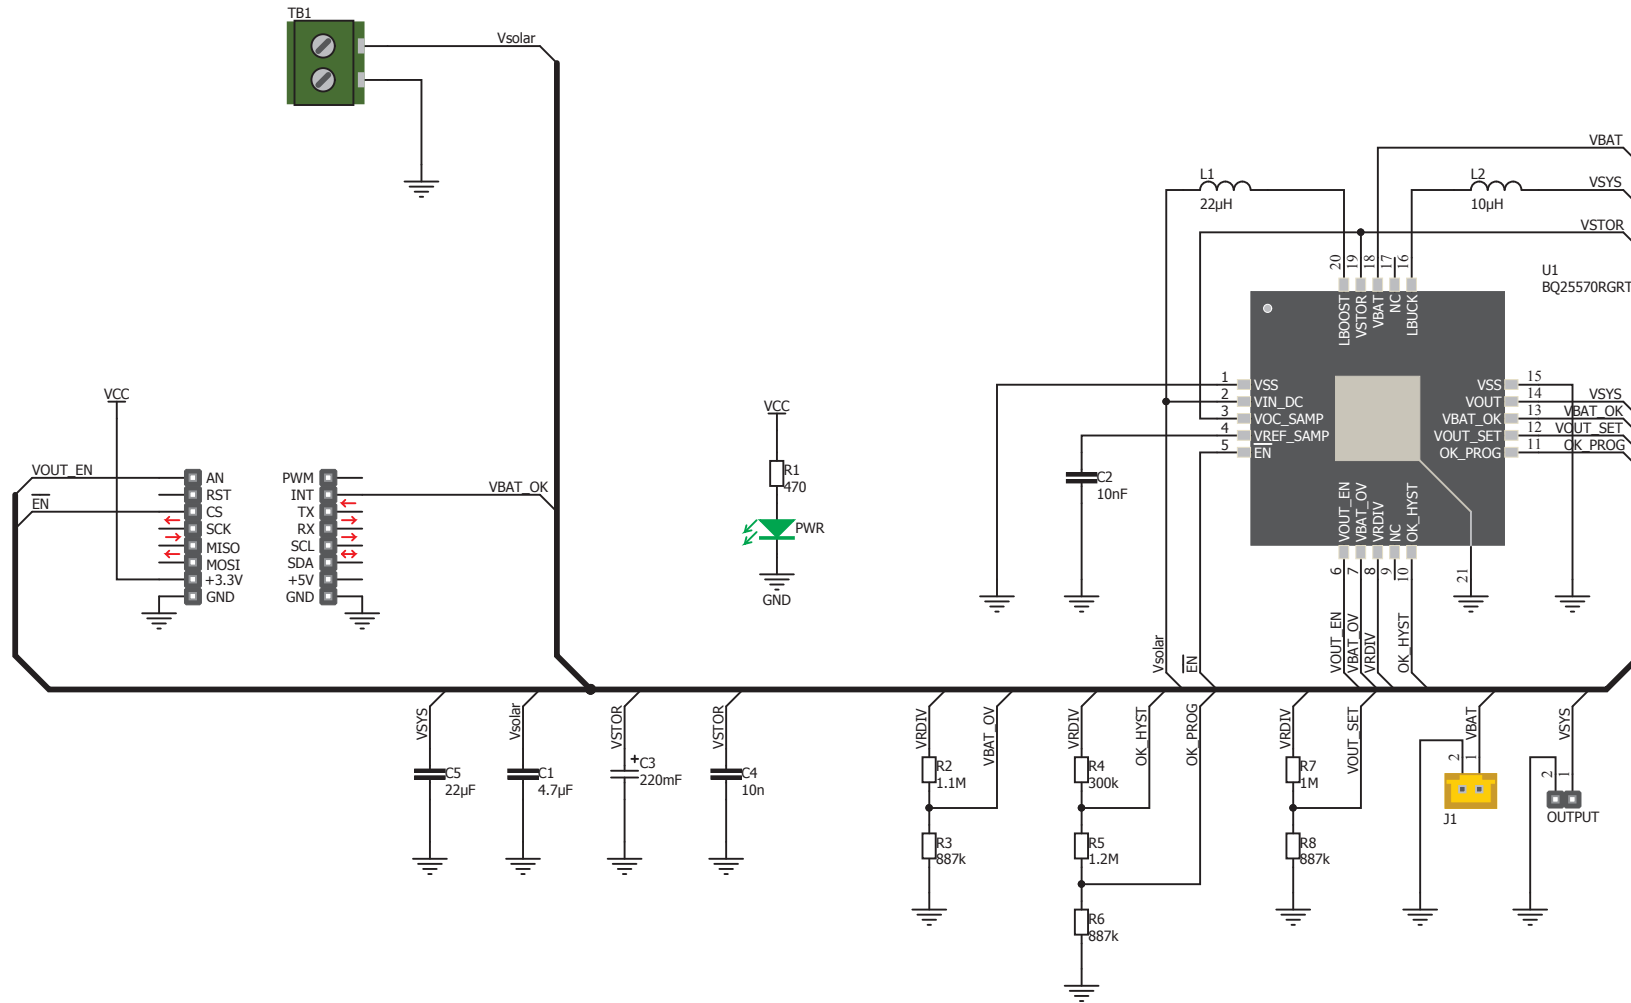 TB1
Vsolar
VBAT
L1
22µH
L2
10µH
VSYS
VSTOR
20
19
18
17
16
U1
BQ25570RGRT
LBOOST
VSTOR
VBAT
NC
LBUCK
1
2
3
4
5
VSS
VIN_DC
VOC_SAMP
VREF_SAMP
EN
VSS
VOUT
VBAT_OK
VOUT_SET
OK_PROG
15
14
13
12
11
VSYS
VBAT_OK
VOUT_SET
OK_PROG
VOUT_EN
VBAT_OV
VRDIV
NC
OK_HYST
6
7
8
9
10
21
VOUT_EN
VBAT_OV
VRDIV
OK_HYST
Vsolar
EN
C2
10nF
VCC
VOUT_EN
EN
AN
RST
CS
SCK
MISO
MOSI
+3.3V
GND
PWM
INT
TX
RX
SCL
SDA
+5V
GND
VBAT_OK
VCC
R1
470
PWR
GND
VSYS
C5
22µF
Vsolar
C1
4.7µF
VSTOR
+
C3
220mF
VSTOR
C4
10n
VRDIV
VBAT_OV
R2
1.1M
R3
887k
VRDIV
OK_HYST
OK_PROG
R4
300k
R5
1.2M
R6
887k
VRDIV
VOUT_SET
R7
1M
R8
887k
VBAT
2
1
J1
VSYS
2
1
OUTPUT